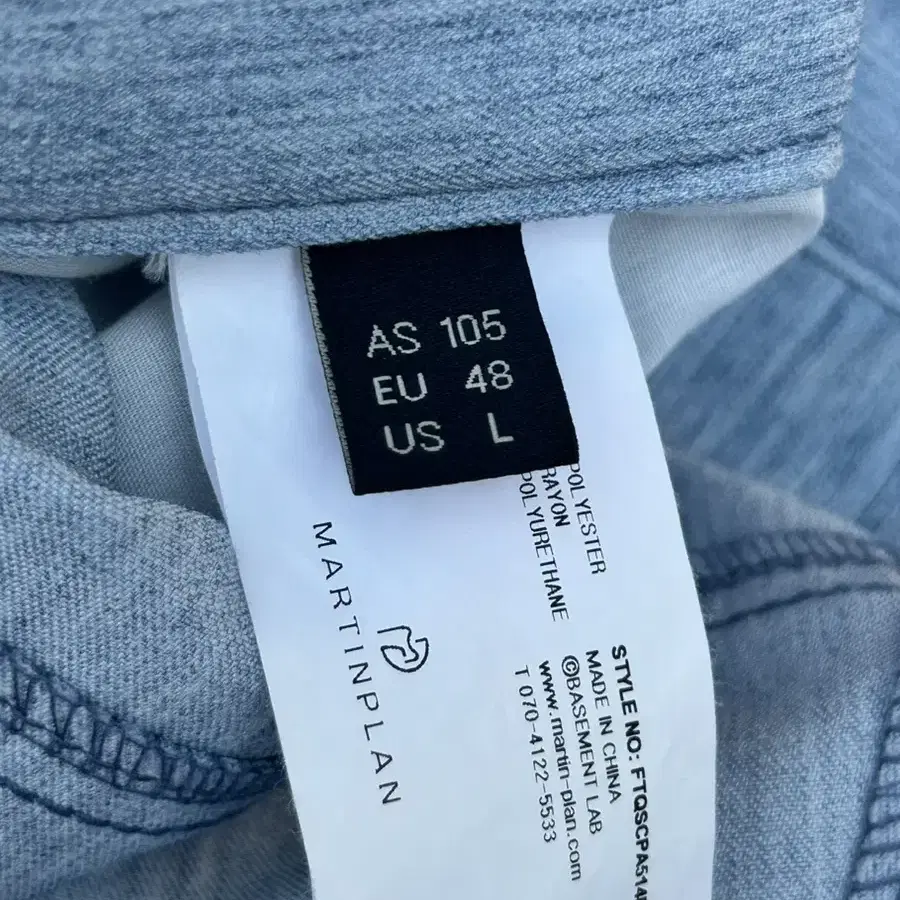 AS 105
EU 48
US L
POLYESTER
RAYON
POLYURETHANE
MARTINPLAN
STYLE NO: FTQSCPA514
MADE IN CHINA
©BASEMENT LAB
www.martin-plan.com
T 070-4122-5533